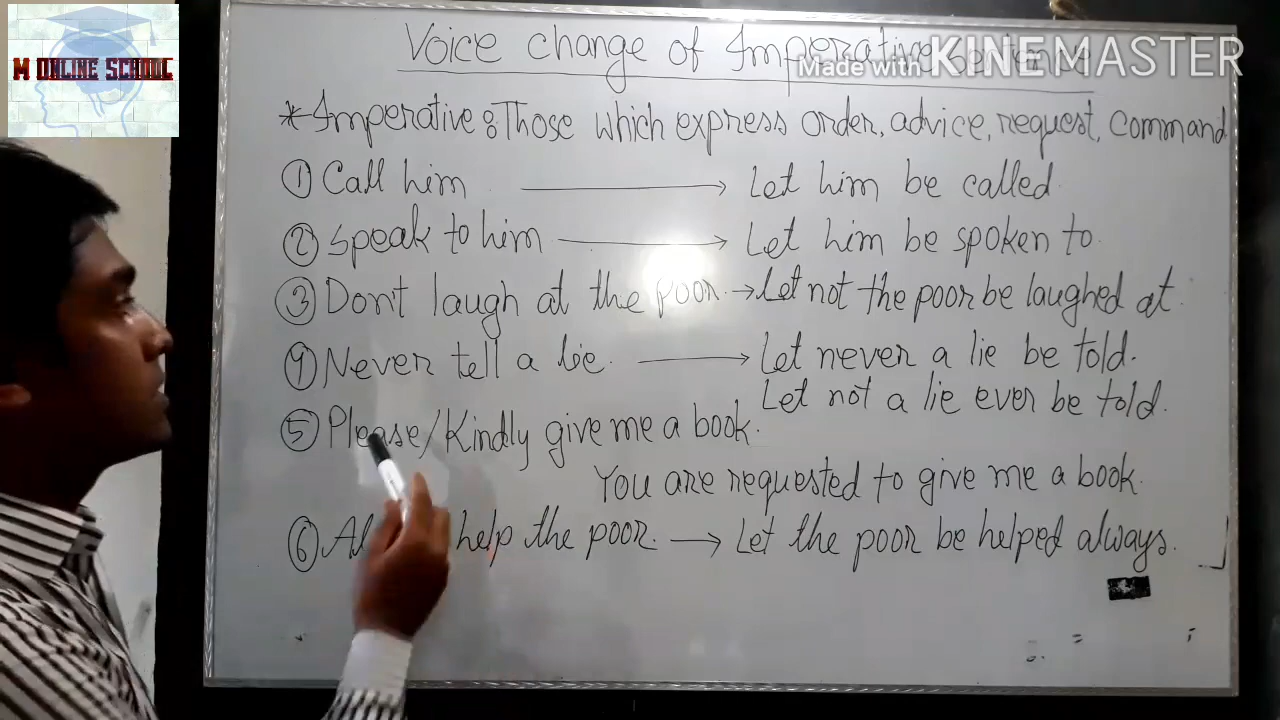 M ONLINE SCHOOL
Made with KINEMASTER
Voice change of Imperative Sentence
*Imperative: Those which express order, advice, request, command
① Call him → Let him be called.
② Speak to him → Let him be spoken to.
③ Don't laugh at the poor. → Let not the poor be laughed at.
④ Never tell a lie. → Let never a lie be told.
Let not a lie ever be told.
⑤ Please/Kindly give me a book.
You are requested to give me a book.
⑥ help the poor. → Let the poor be helped always.